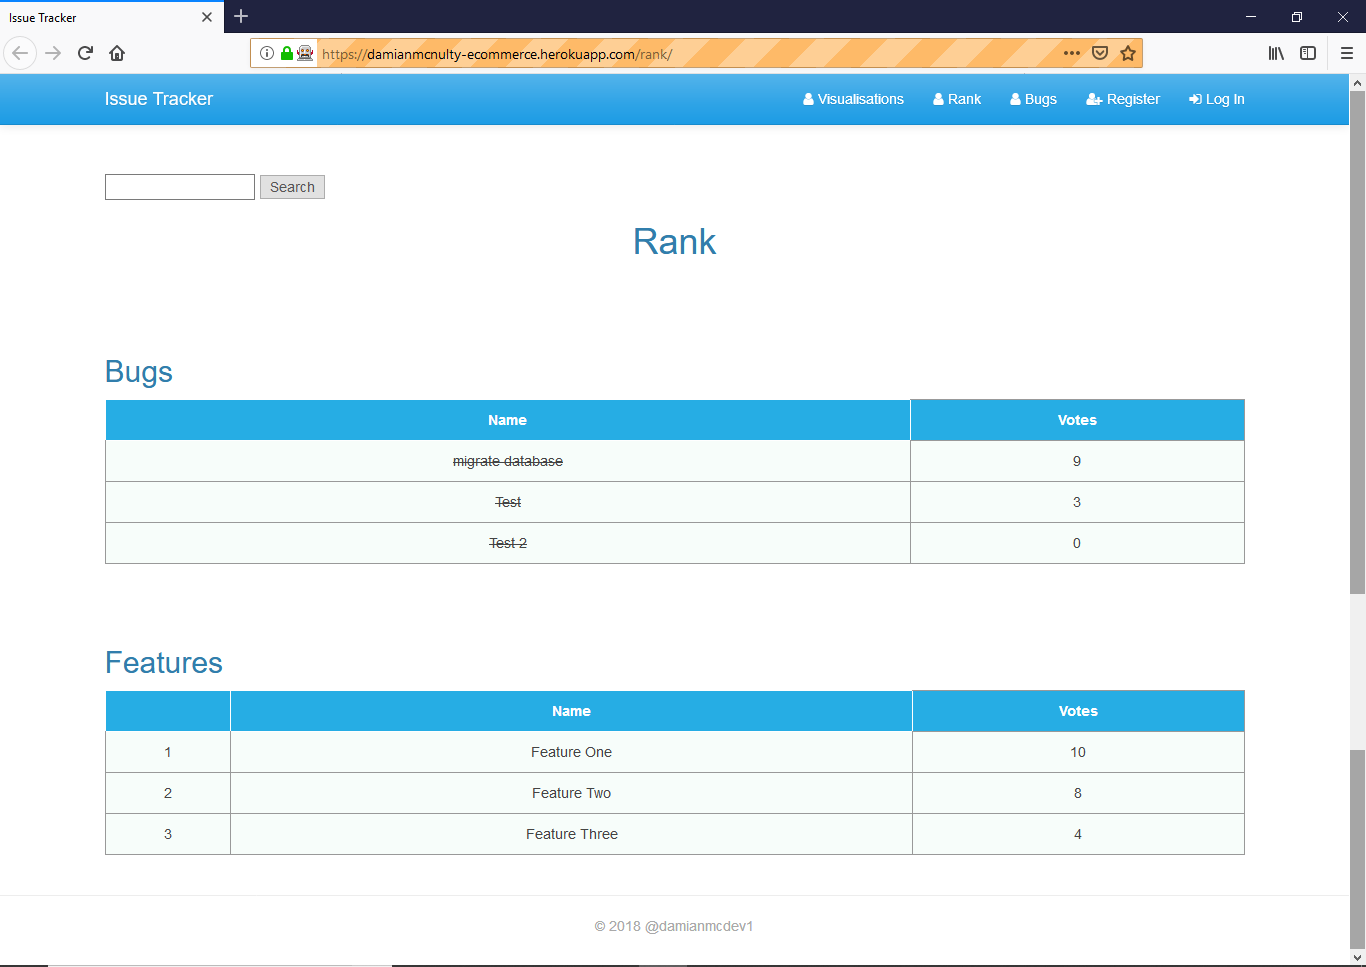 Issue Tracker
https://damianmcnulty-ecommerce.herokuapp.com/rank/
Issue Tracker Visualisations Rank Bugs Register Log In
Search
Rank
Bugs
Name Votes
migrate database 9
Test 3
Test 2 0
Features
Name Votes
1 Feature One 10
2 Feature Two 8
3 Feature Three 4
© 2018 @damianmcdev1